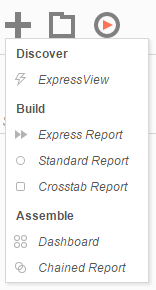 Discover
ExpressView
Build
Express Report
Standard Report
Crosstab Report
Assemble
Dashboard
Chained Report